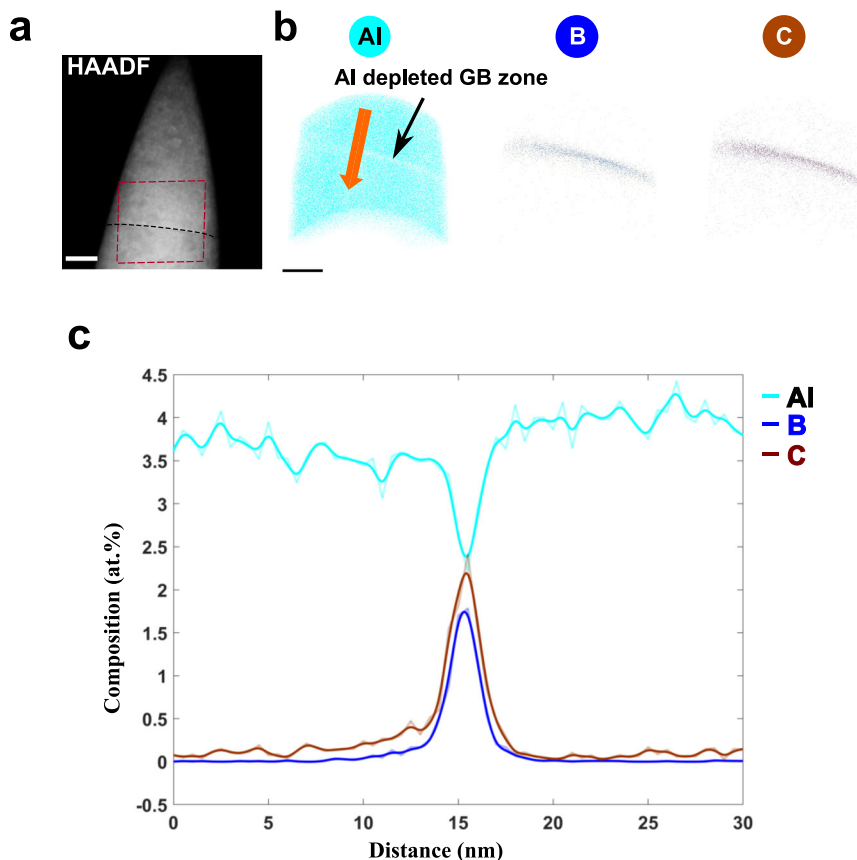 a
HAADF
b
Al
B
C
Al depleted GB zone
c
4.5
4
3.5
3
2.5
2
1.5
1
0.5
0
-0.5
0
5
10
15
20
25
30
Composition (at.%)
Distance (nm)
Al
B
C